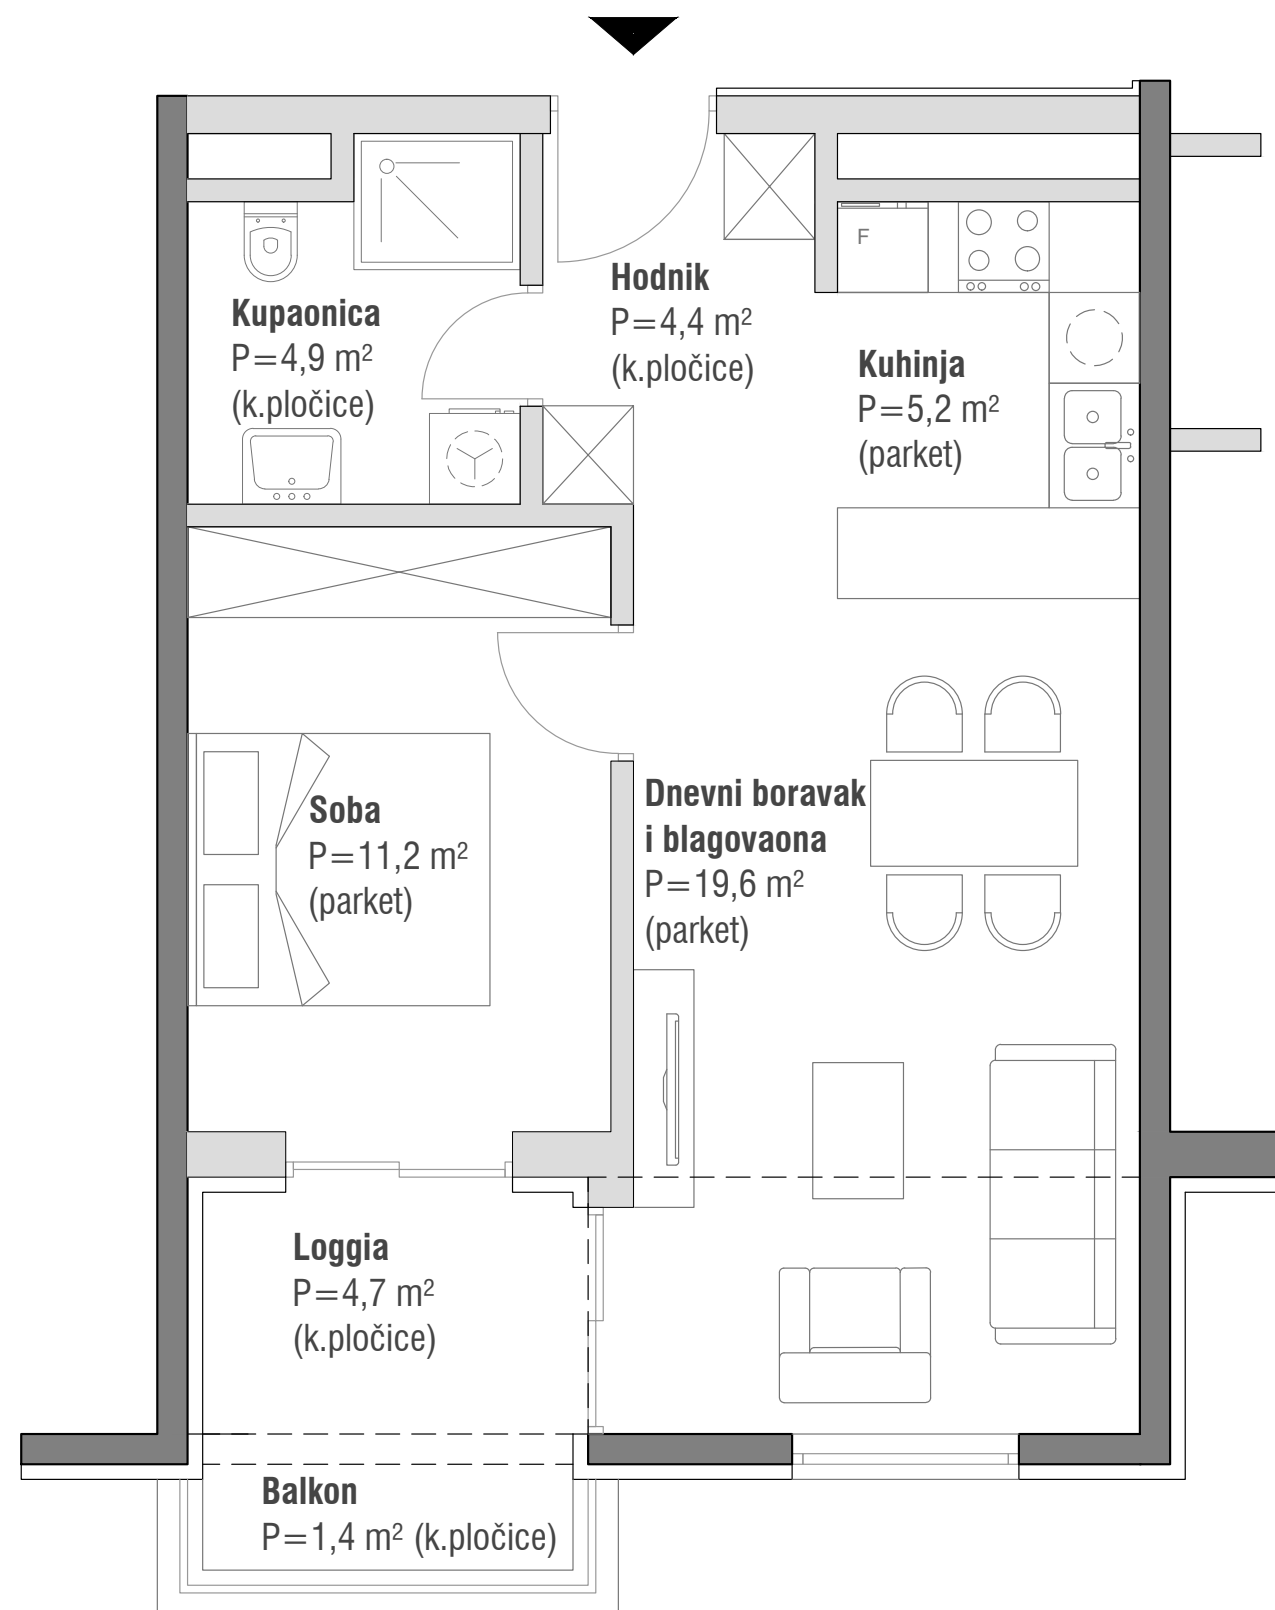 Hodnik
P=4,4 m²
(k.pločice)
Kupaonica
P=4,9 m²
(k.pločice)
F
Kuhinja
P=5,2 m²
(parket)
Dnevni boravak
i blagovaona
P=19,6 m²
(parket)
Soba
P=11,2 m²
(parket)
Loggia
P=4,7 m²
(k.pločice)
Balkon
P=1,4 m² (k.pločice)